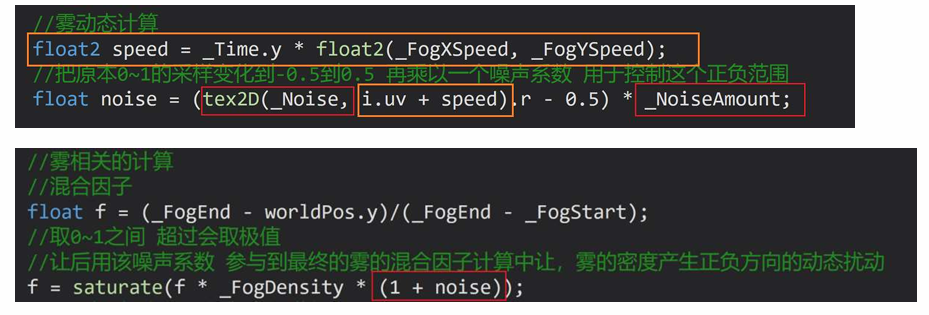 //雾动态计算
float2 speed = _Time.y * float2(_FogXSpeed, _FogYSpeed);
//把原本0~1的采样变化到-0.5到0.5 再乘以一个噪声系数 用于控制这个正负范围
float noise = (tex2D(_Noise, i.uv + speed).r - 0.5) * _NoiseAmount;
//雾相关的计算
//混合因子
float f = (_FogEnd - worldPos.y)/(_FogEnd - _FogStart);
//取0~1之间 超过会取极值
//让后用该噪声系数 参与到最终的雾的混合因子计算中让，雾的密度产生正负方向的动态扰动
f = saturate(f * _FogDensity * (1 + noise));